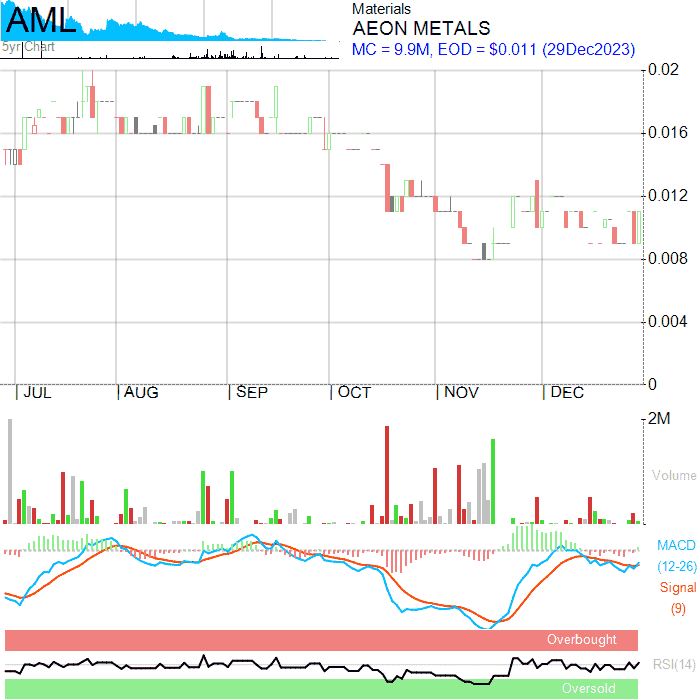 AML
5yr Chart
Materials
AEON METALS
MC = 9.9M, EOD = $0.011 (29Dec2023)
0.02
0.016
0.012
0.008
0.004
0
JUL AUG SEP OCT NOV DEC
2M
Volume
MACD
(12-26)
Signal
(9)
Overbought
RSI(14)
Oversold